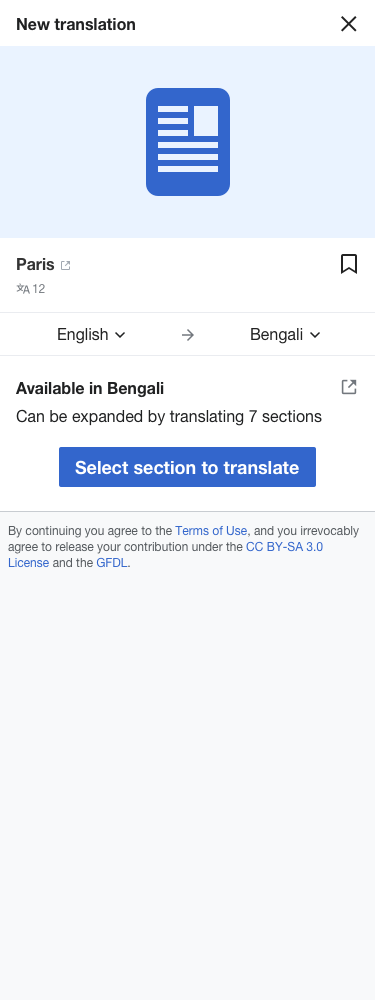 New translation
Paris
12
English
Bengali
Available in Bengali
Can be expanded by translating 7 sections
Select section to translate
By continuing you agree to the Terms of Use, and you irrevocably
agree to release your contribution under the CC BY-SA 3.0
License and the GFDL.